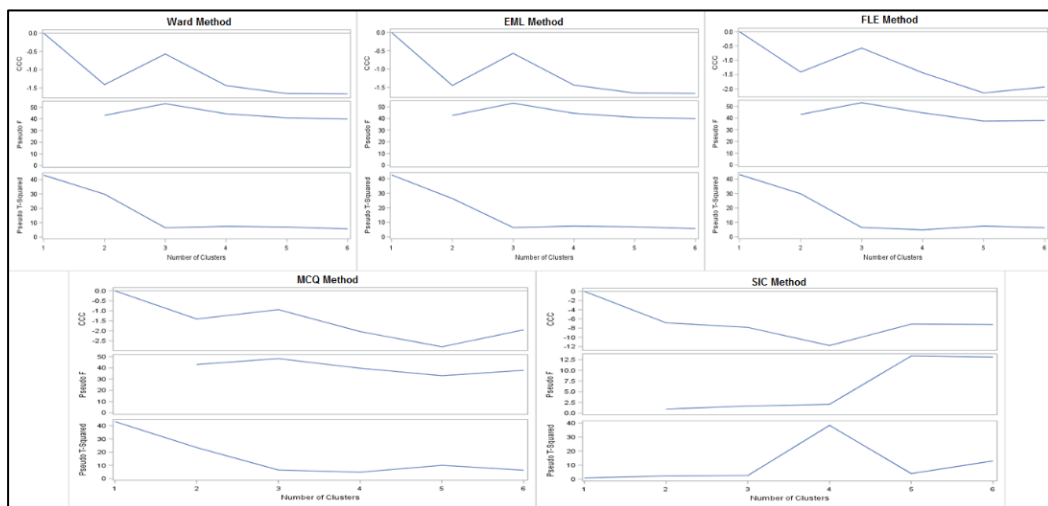 Ward Method
CCC
0.0
-0.5
-1.0
-1.5
Pseudo F
50
40
30
20
10
0
Pseudo T-Squared
40
30
20
10
0
1 2 3 4 5 6
Number of Clusters
EML Method
CCC
0.0
-0.5
-1.0
-1.5
Pseudo F
50
40
30
20
10
0
Pseudo T-Squared
40
30
20
10
0
1 2 3 4 5 6
Number of Clusters
FLE Method
CCC
0.0
-0.5
-1.0
-1.5
-2.0
Pseudo F
50
40
30
20
10
0
Pseudo T-Squared
40
30
20
10
0
1 2 3 4 5 6
Number of Clusters
MCQ Method
CCC
0.0
-0.5
-1.0
-1.5
-2.0
-2.5
Pseudo F
50
40
30
20
10
0
Pseudo T-Squared
40
30
20
10
0
1 2 3 4 5 6
Number of Clusters
SIC Method
CCC
0
-2
-4
-6
-8
-10
-12
Pseudo F
12.5
10.0
7.5
5.0
2.5
0.0
Pseudo T-Squared
40
30
20
10
0
1 2 3 4 5 6
Number of Clusters